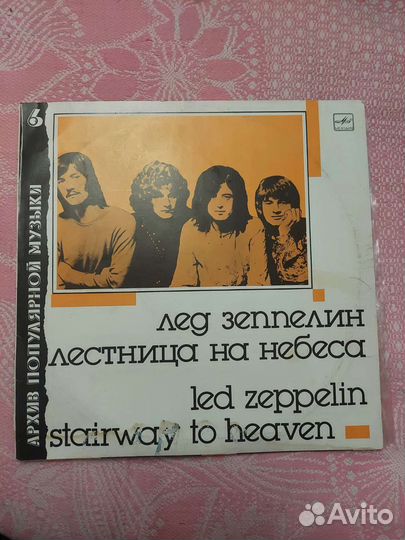 6
АРХИВ ПОПУЛЯРНОЙ МУЗЫКИ
лед зеппелин
лестница на небеса
led zeppelin
stairway to heaven
Avito